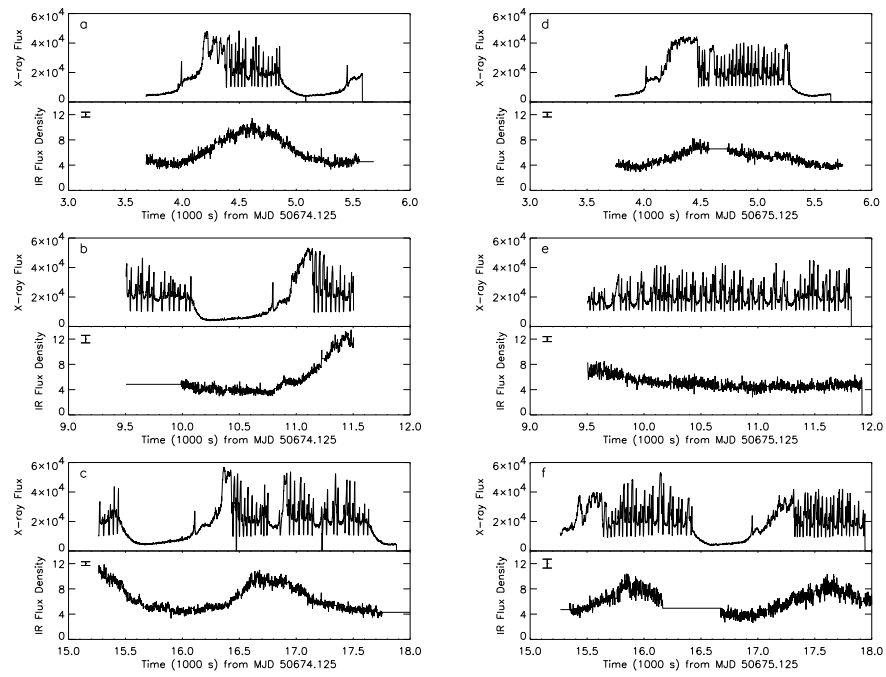 a
X-ray Flux
6×10⁴
4×10⁴
2×10⁴
0
IR Flux Density
12
8
4
0
3.0 3.5 4.0 4.5 5.0 5.5 6.0
Time (1000 s) from MJD 50674.125
d
X-ray Flux
6×10⁴
4×10⁴
2×10⁴
0
IR Flux Density
12
8
4
0
3.0 3.5 4.0 4.5 5.0 5.5 6.0
Time (1000 s) from MJD 50675.125
b
X-ray Flux
6×10⁴
4×10⁴
2×10⁴
0
IR Flux Density
12
8
4
0
9.0 9.5 10.0 10.5 11.0 11.5 12.0
Time (1000 s) from MJD 50674.125
e
X-ray Flux
6×10⁴
4×10⁴
2×10⁴
0
IR Flux Density
12
8
4
0
9.0 9.5 10.0 10.5 11.0 11.5 12.0
Time (1000 s) from MJD 50675.125
c
X-ray Flux
6×10⁴
4×10⁴
2×10⁴
0
IR Flux Density
12
8
4
0
15.0 15.5 16.0 16.5 17.0 17.5 18.0
Time (1000 s) from MJD 50674.125
f
X-ray Flux
6×10⁴
4×10⁴
2×10⁴
0
IR Flux Density
12
8
4
0
15.0 15.5 16.0 16.5 17.0 17.5 18.0
Time (1000 s) from MJD 50675.125